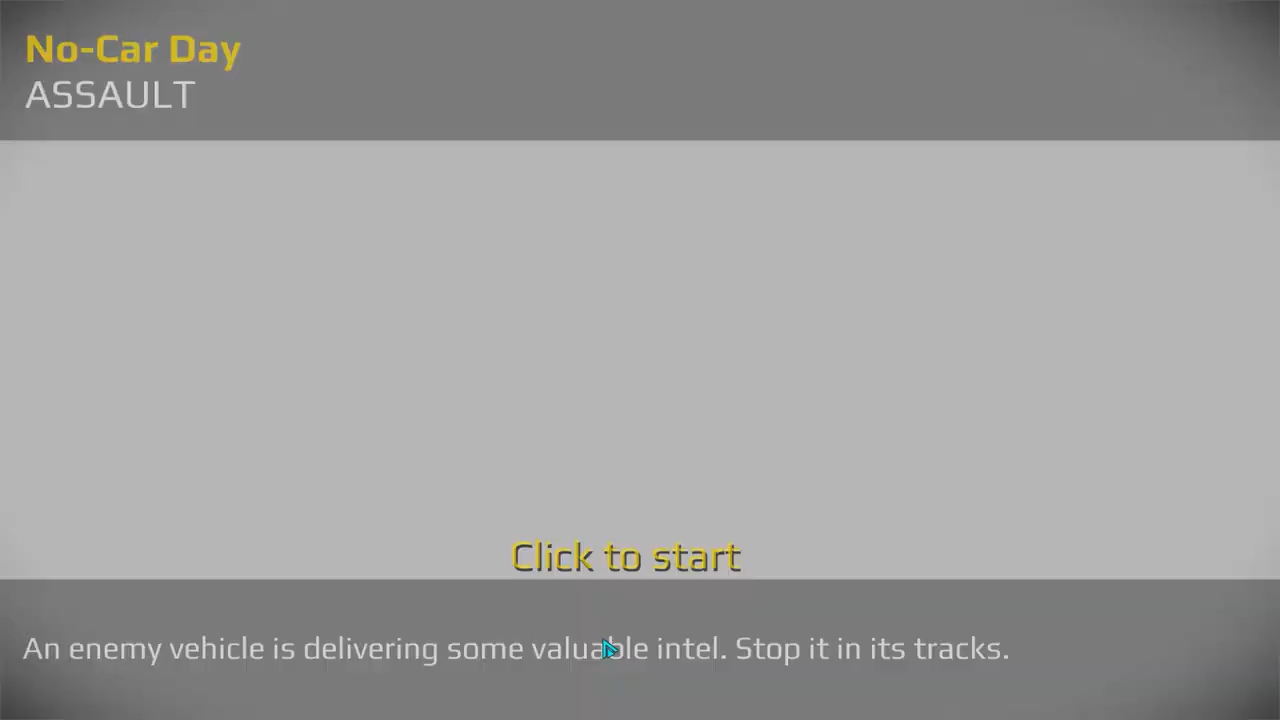 No-Car Day
ASSAULT
Click to start
An enemy vehicle is delivering some valuable intel. Stop it in its tracks.